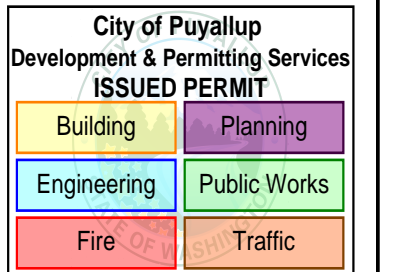 City of Puyallup
Development & Permitting Services
ISSUED PERMIT
Building Planning
Engineering Public Works
Fire Traffic